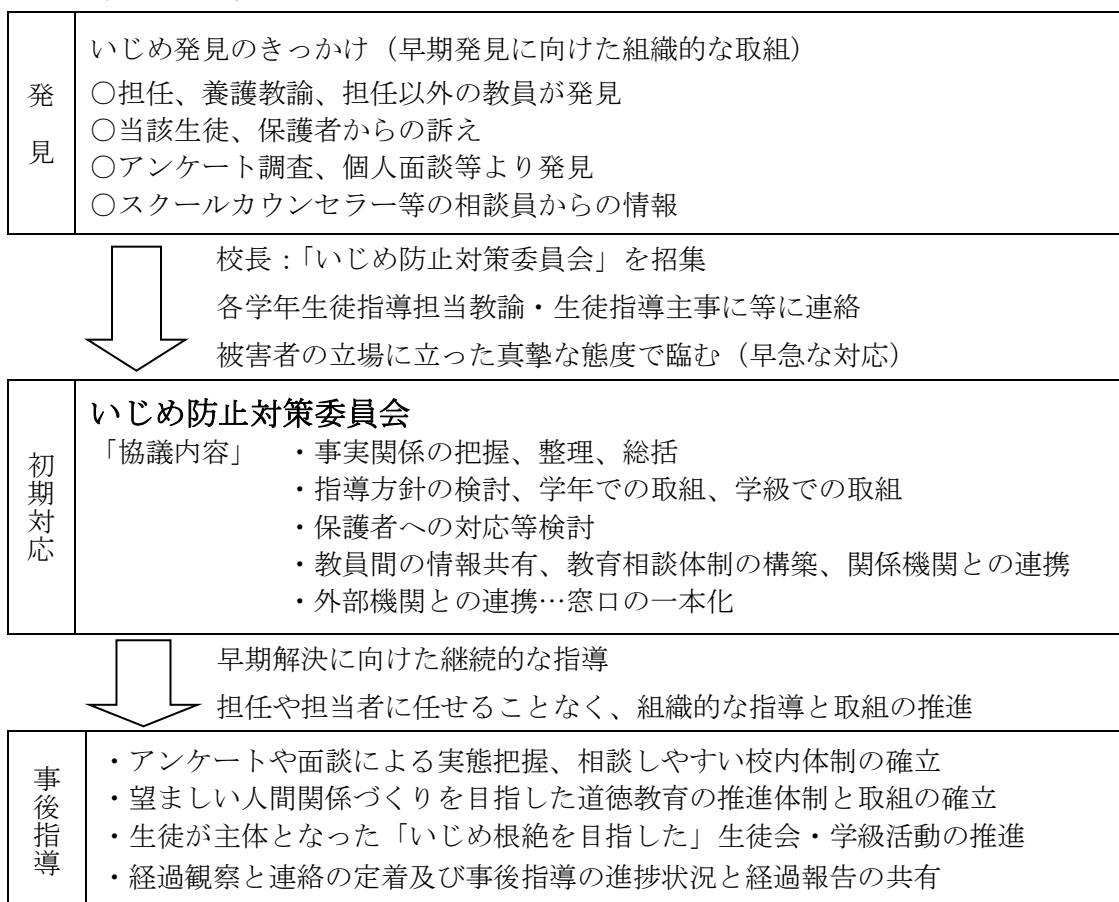 発見
いじめ発見のきっかけ（早期発見に向けた組織的な取組）
○担任、養護教諭、担任以外の教員が発見
○当該生徒、保護者からの訴え
○アンケート調査、個人面談等より発見
○スクールカウンセラー等の相談員からの情報
校長：「いじめ防止対策委員会」を招集
各学年生徒指導担当教諭・生徒指導主事に等に連絡
被害者の立場に立った真摯な態度で臨む（早急な対応）
初期対応
いじめ防止対策委員会
「協議内容」　・事実関係の把握、整理、総括
・指導方針の検討、学年での取組、学級での取組
・保護者への対応等検討
・教員間の情報共有、教育相談体制の構築、関係機関との連携
・外部機関との連携…窓口の一本化
早期解決に向けた継続的な指導
担任や担当者に任せることなく、組織的な指導と取組の推進
事後指導
・アンケートや面談による実態把握、相談しやすい校内体制の確立
・望ましい人間関係づくりを目指した道徳教育の推進体制と取組の確立
・生徒が主体となった「いじめ根絶を目指した」生徒会・学級活動の推進
・経過観察と連絡の定着及び事後指導の進捗状況と経過報告の共有